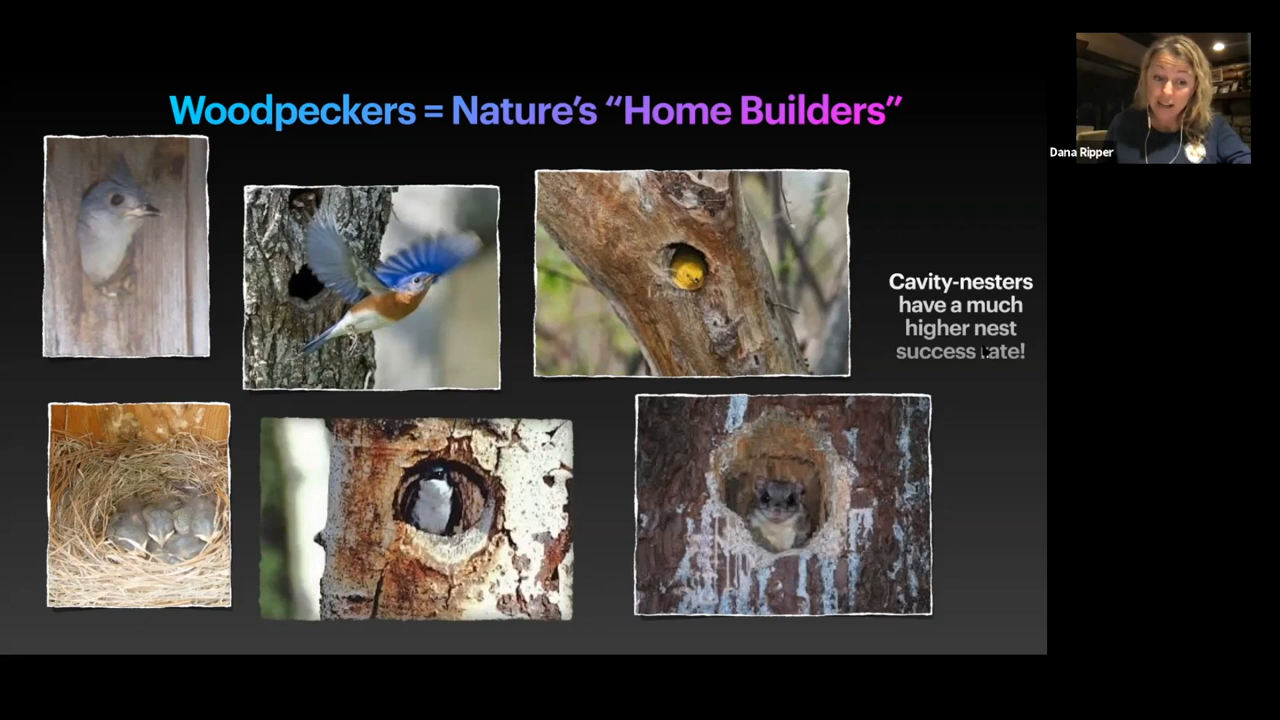 Woodpeckers = Nature's “Home Builders”
Dana Ripper
Cavity-nesters
have a much
higher nest
success rate!